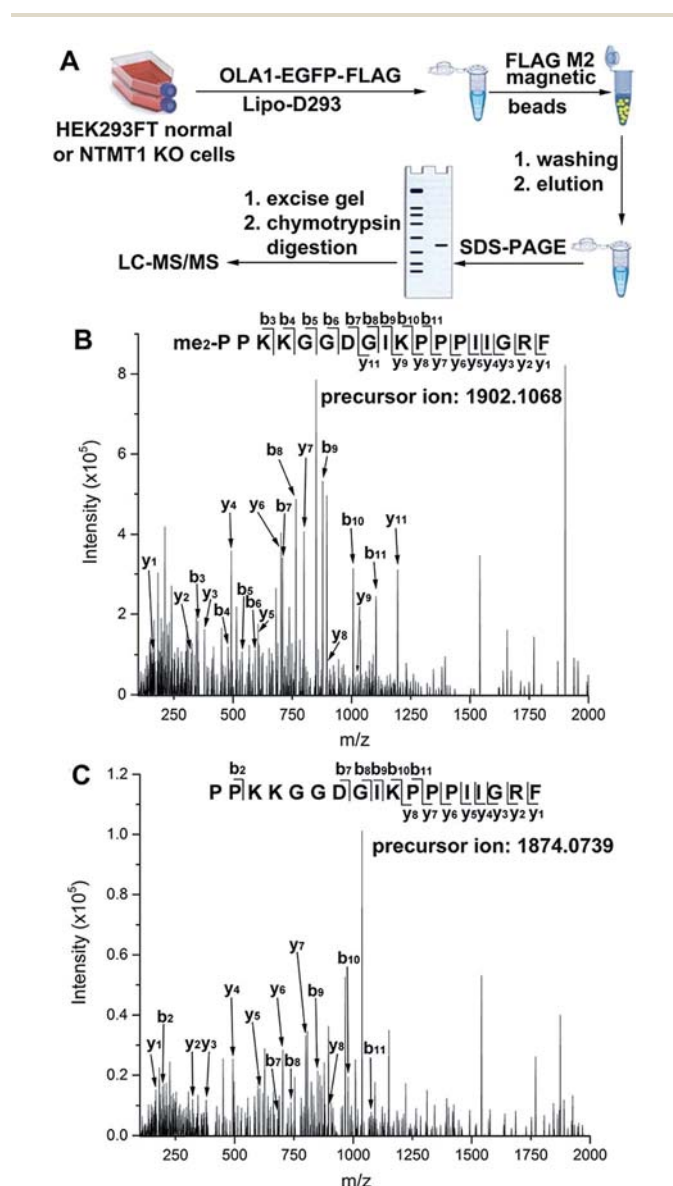 A
OLA1-EGFP-FLAG
Lipo-D293
FLAG M2
magnetic
beads
HEK293FT normal
or NTMT1 KO cells
1. washing
2. elution
1. excise gel
2. chymotrypsin
digestion
LC-MS/MS
SDS-PAGE
B
b3 b4 b5 b6 b7 b8 b9 b10 b11
me2-P P K K G G D G I K P P P I I G R F
y11 y9 y8 y7 y6 y5 y4 y3 y2 y1
precursor ion: 1902.1068
Intensity (x10^5)
8
6
4
2
0
y1
y2
b3
y3
b4
y4
b5
b6
y5
y6
b7
b8
y7
b9
y8
b10
y9
b11
y11
250 500 750 1000 1250 1500 1750 2000
m/z
C
b2 b7 b8 b9 b10 b11
P P K K G G D G I K P P P I I G R F
y8 y7 y6 y5 y4 y3 y2 y1
precursor ion: 1874.0739
Intensity (x10^5)
1.2
1.0
0.8
0.6
0.4
0.2
0.0
y1
b2
y2
y3
y4
y5
y6
b7
b8
y7
b9
y8
b10
b11
250 500 750 1000 1250 1500 1750 2000
m/z